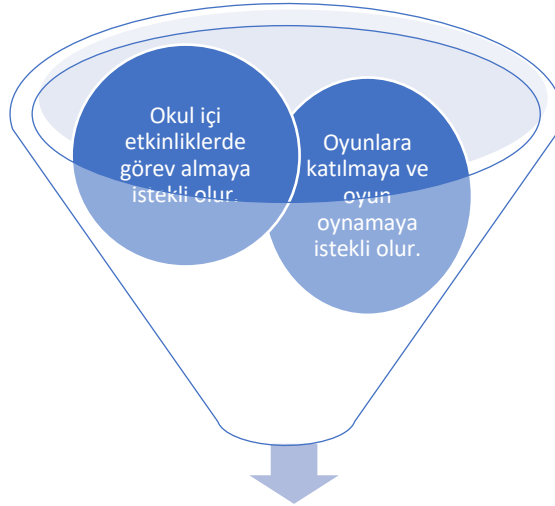 Okul içi
etkinliklerde
görev almaya
istekli olur.
Oyunlara
katılmaya ve
oyun
oynamaya
istekli olur.